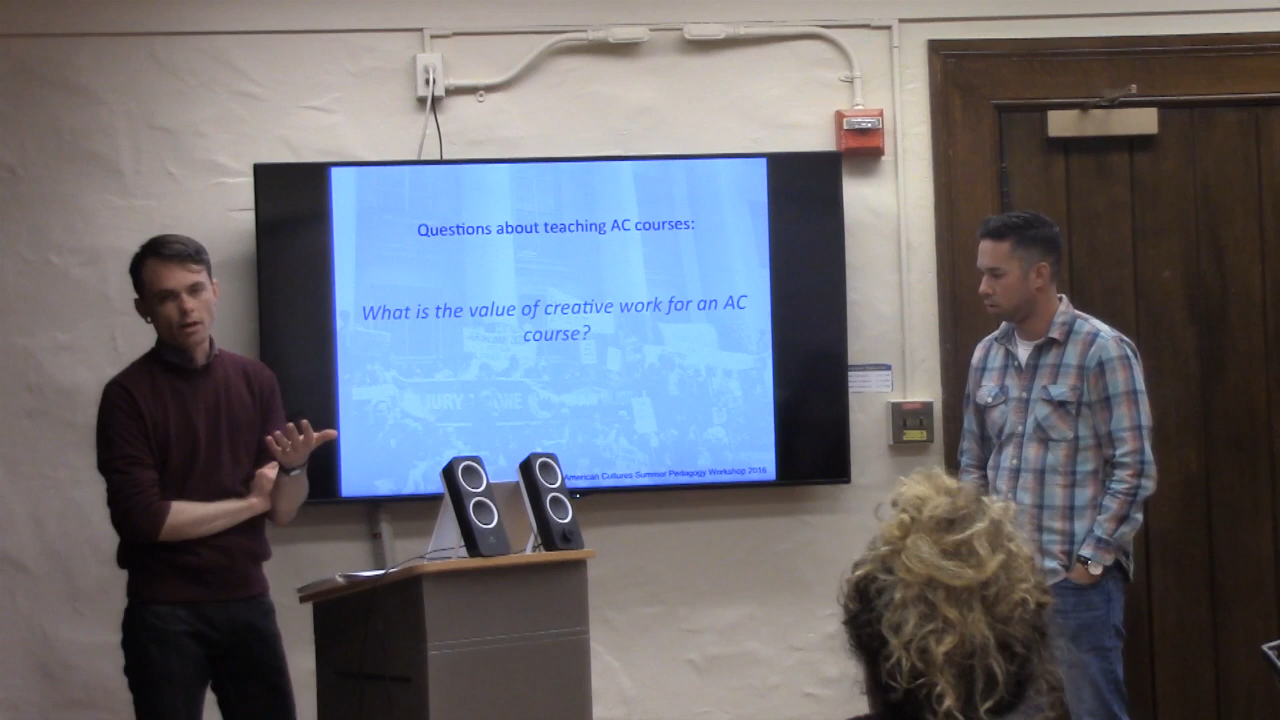 Questions about teaching AC courses:
What is the value of creative work for an AC
course?
American Cultures Summer Pedagogy Workshop 2016